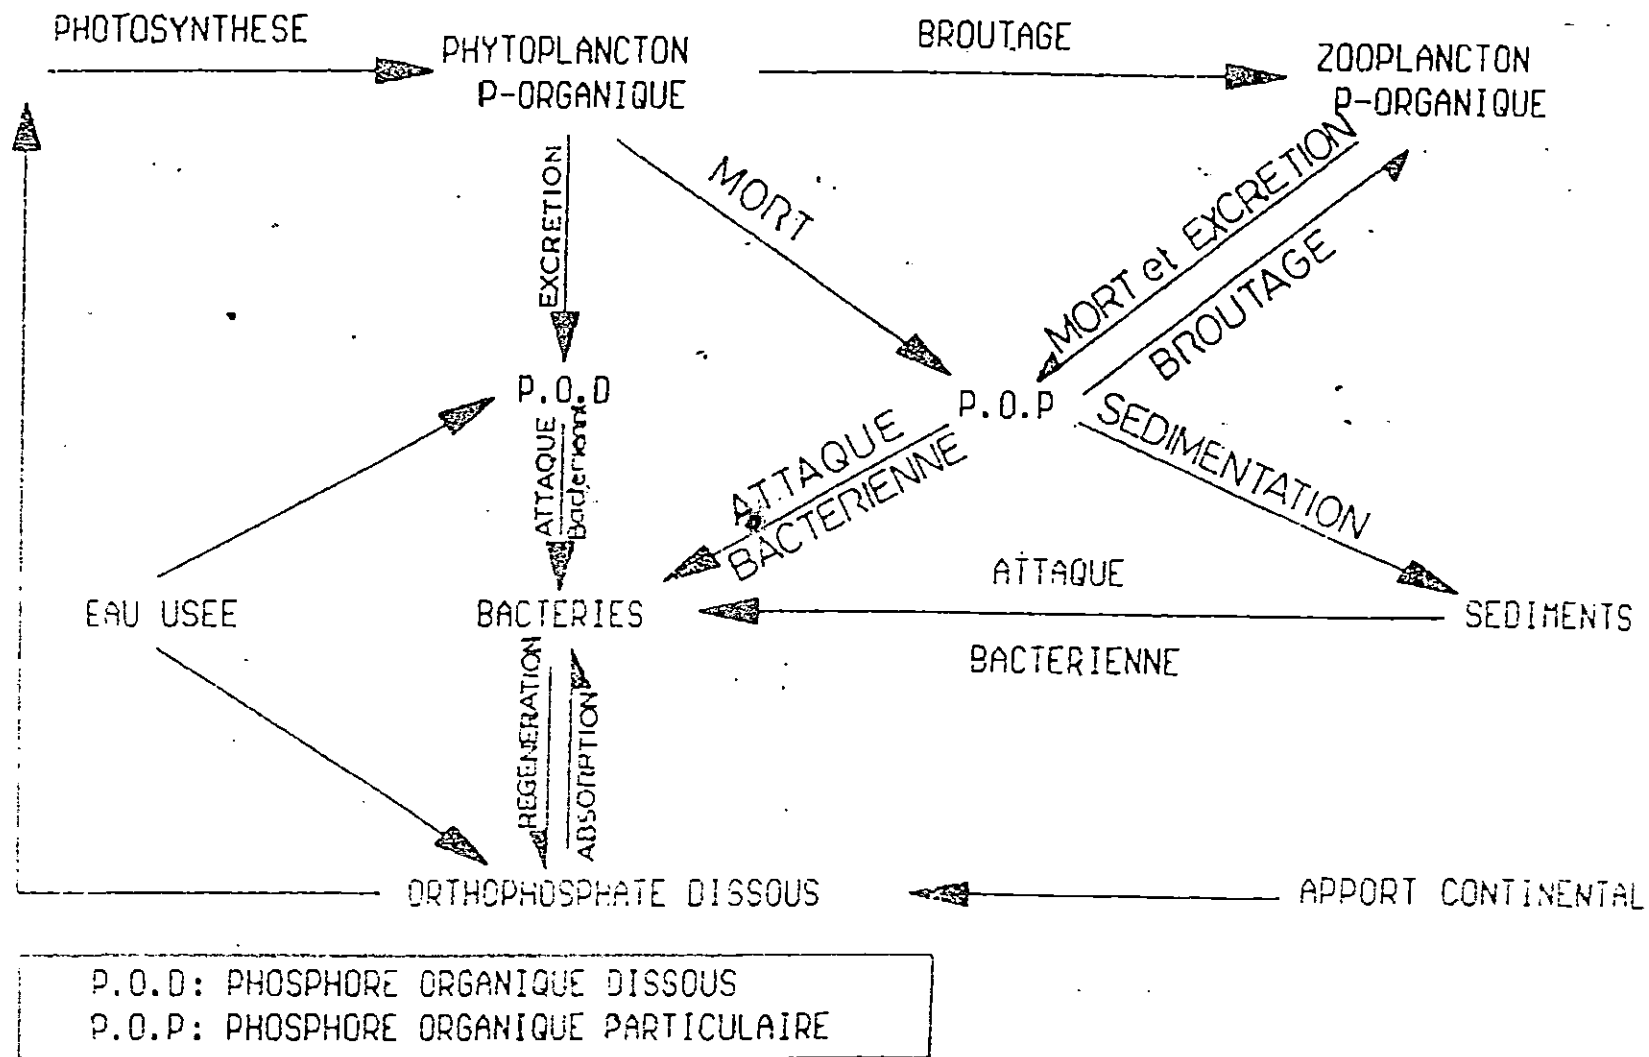 PHOTOSYNTHESE
PHYTOPLANCTON
P-ORGANIQUE
BROUTAGE
ZOOPLANCTON
P-ORGANIQUE
EXCRETION
MORT
MORT et EXCRETION
BROUTAGE
P.O.D
P.O.P
ATTAQUE
Bacterienne
ATTAQUE
BACTERIENNE
SEDIMENTATION
ATTAQUE
BACTERIENNE
EAU USEE
BACTERIES
SEDIMENTS
REGENERATION
ABSORPTION
ORTHOPHOSPHATE DISSOUS
APPORT CONTINENTAL
P.O.D: PHOSPHORE ORGANIQUE DISSOUS
P.O.P: PHOSPHORE ORGANIQUE PARTICULAIRE